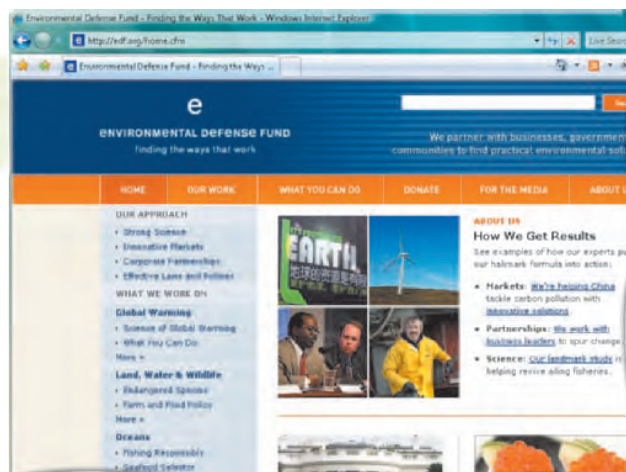 Environmental Defense Fund - Finding the Ways That Work - Windows Internet Explorer
http://edf.org/home.cfm
Live Sear
Environmental Defense Fund - Finding the Ways ...
e
ENVIRONMENTAL DEFENSE FUND
finding the ways that work
Se
We partner with businesses, government
communities to find practical environmental solu
HOME
OUR WORK
WHAT YOU CAN DO
DONATE
FOR THE MEDIA
ABOUT U
OUR APPROACH
Strong Science
Innovative Markets
Corporate Partnerships
Effective Laws and Policies
WHAT WE WORK ON
Global Warming
Science of Global Warming
What You Can Do
More »
Land, Water & Wildlife
Endangered Species
Farm and Food Policy
More »
Oceans
Fishing Responsibly
Seafood Selector
EARTH.
ABOUT US
How We Get Results
See examples of how our experts pu
our hallmark formula into action:
• Markets: We're helping China
tackle carbon pollution with
innovative solutions.
• Partnerships: We work with
business leaders to spur change.
• Science: Our landmark study is
helping revive ailing fisheries.